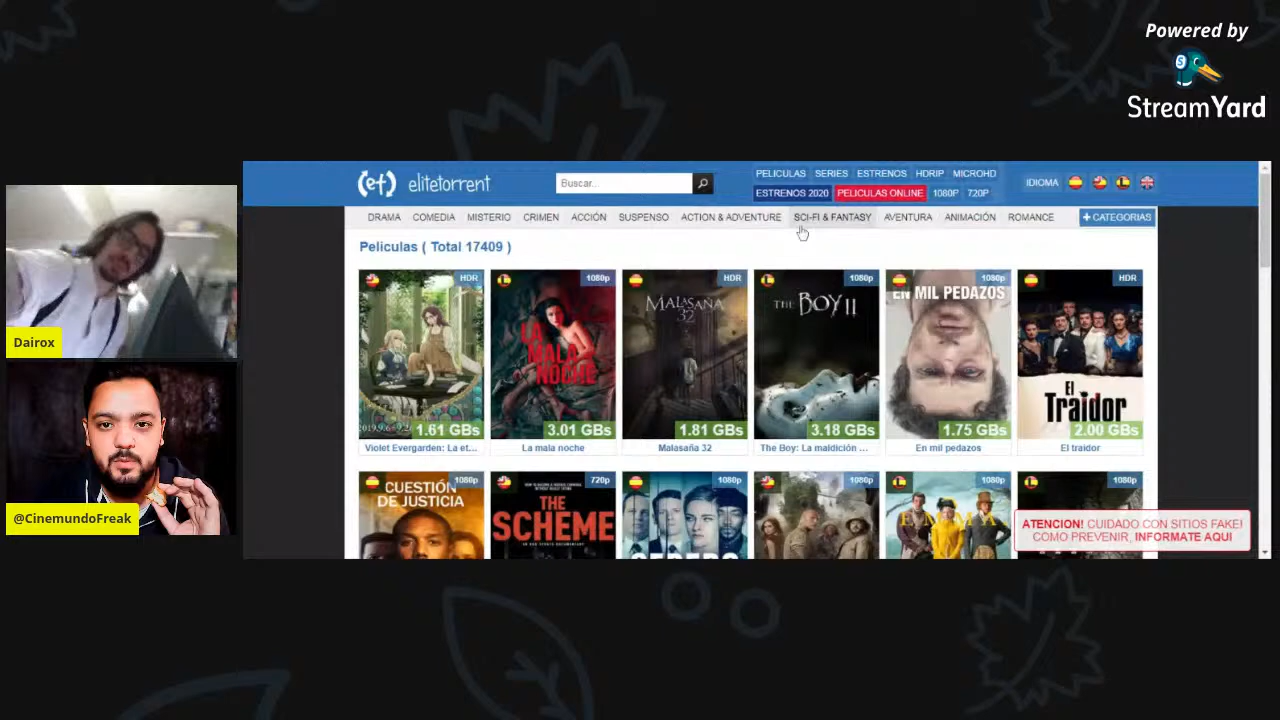 Powered by
StreamYard
elitetorrent
Buscar...
PELICULAS SERIES ESTRENOS HDRIP MICROHD
ESTRENOS 2020 PELICULAS ONLINE 1080P 720P
IDIOMA
DRAMA COMEDIA MISTERIO CRIMEN ACCIÓN SUSPENSO ACTION & ADVENTURE SCI-FI & FANTASY AVENTURA ANIMACIÓN ROMANCE + CATEGORIAS
Películas ( Total 17409 )
HDR
1.61 GBs
Violet Evergarden: La et...
1080p
LA MALA NOCHE
3.01 GBs
La mala noche
HDR
MALASAÑA 32
1.81 GBs
Malasaña 32
1080p
THE BOY II
3.18 GBs
The Boy: La maldición ...
1080p
EN MIL PEDAZOS
1.75 GBs
En mil pedazos
HDR
El Traidor
2.00 GBs
El traidor
1080p
CUESTIÓN DE JUSTICIA
720p
THE SCHEME
1080p
1080p
1080p
EMMA
1080p
ATENCION! CUIDADO CON SITIOS FAKE!
COMO PREVENIR, INFORMATE AQUI
Dairox
@CinemundoFreak